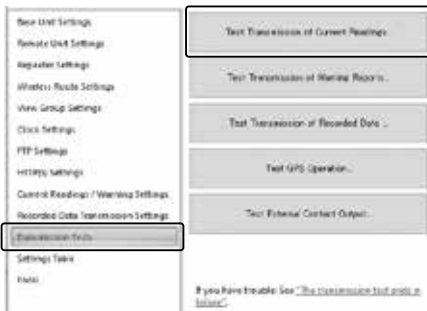 Base Unit Settings
Remote Unit Settings
Repeater Settings
Wireless Route Settings
View Group Settings
Clock Settings
FTP Settings
HTTP(S) Settings
Current Readings / Warning Settings
Recorded Data Transmission Settings
Transmission Tests
Settings Table
Test Transmission of Current Readings...
Test Transmission of Warning Reports...
Test Transmission of Recorded Data ...
Test GPS Operation...
Test External Contact Output...
If you have trouble: See "The transmission test ends in
failure".